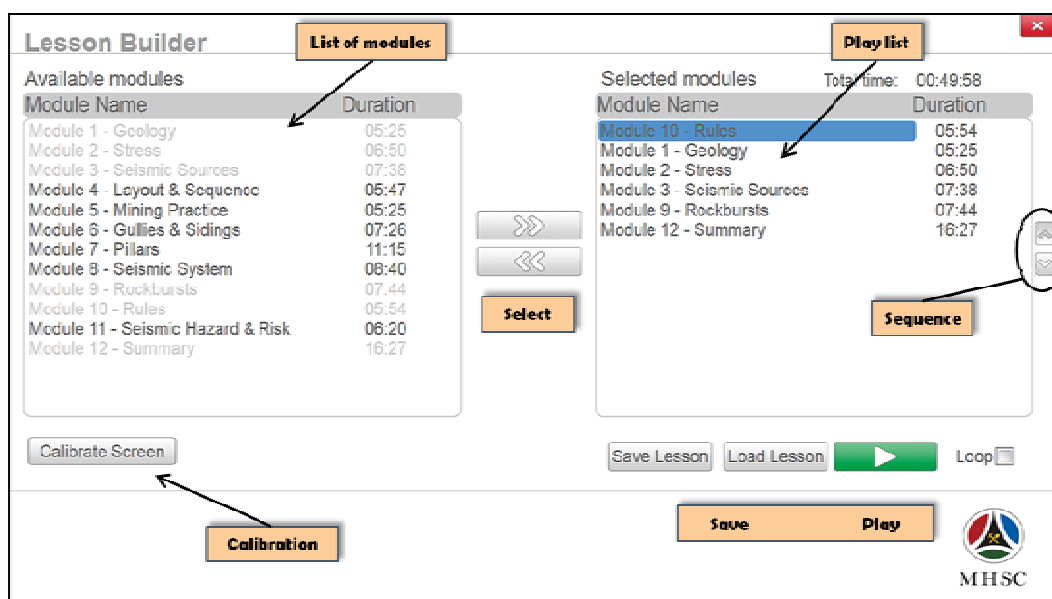 Lesson Builder
List of modules
Play list
×
Available modules
Selected modules Total time: 00:49:58
Module Name Duration
Module Name Duration
Module 1 - Geology 05:25
Module 2 - Stress 06:50
Module 3 - Seismic Sources 07:38
Module 4 - Layout & Sequence 05:47
Module 5 - Mining Practice 05:25
Module 6 - Gullies & Sidings 07:26
Module 7 - Pillars 11:15
Module 8 - Seismic System 08:40
Module 9 - Rockbursts 07:44
Module 10 - Rules 05:54
Module 11 - Seismic Hazard & Risk 06:20
Module 12 - Summary 16:27
Module 10 - Rules 05:54
Module 1 - Geology 05:25
Module 2 - Stress 06:50
Module 3 - Seismic Sources 07:38
Module 9 - Rockbursts 07:44
Module 12 - Summary 16:27
Select
Sequence
Calibrate Screen
Save Lesson Load Lesson Loop
Calibration
Save Play
MHSC